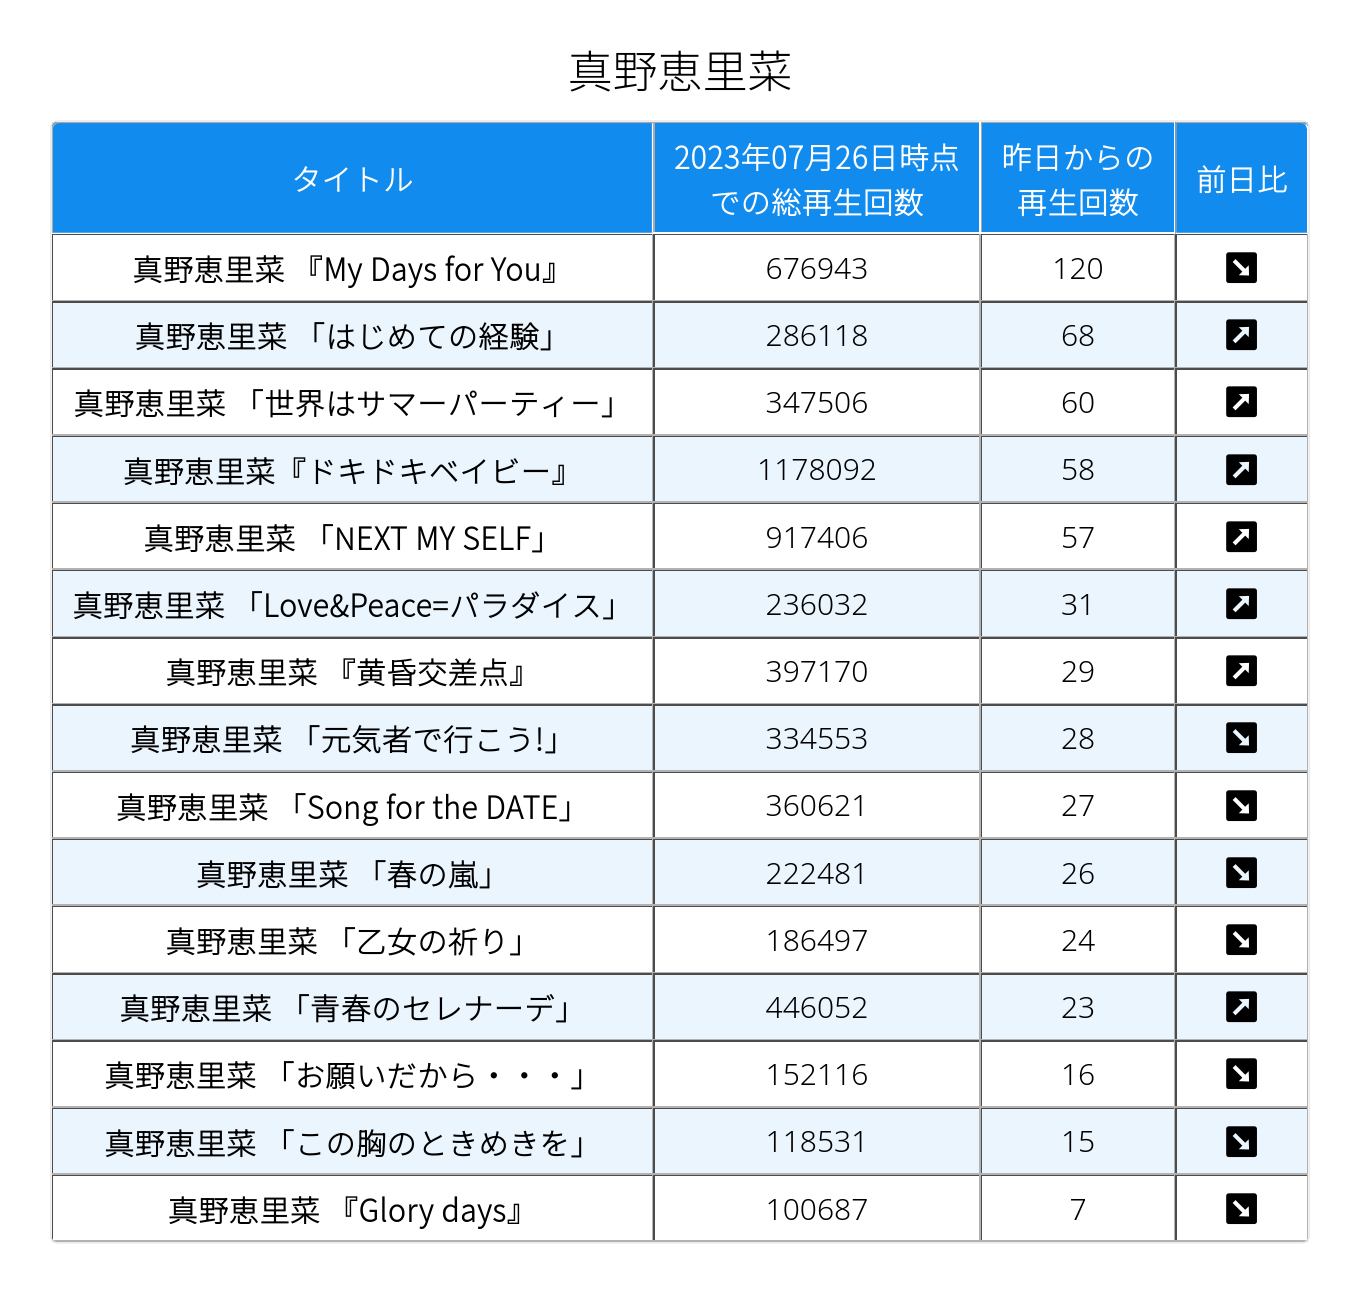 真野恵里菜
タイトル 2023年07月26日時点での総再生回数 昨日からの再生回数 前日比
真野恵里菜 『My Days for You』 676943 120 ↘
真野恵里菜 「はじめての経験」 286118 68 ↗
真野恵里菜 「世界はサマーパーティー」 347506 60 ↗
真野恵里菜『ドキドキベイビー』 1178092 58 ↗
真野恵里菜 「NEXT MY SELF」 917406 57 ↗
真野恵里菜 「Love&Peace=パラダイス」 236032 31 ↗
真野恵里菜 『黄昏交差点』 397170 29 ↗
真野恵里菜 「元気者で行こう!」 334553 28 ↘
真野恵里菜 「Song for the DATE」 360621 27 ↘
真野恵里菜 「春の嵐」 222481 26 ↘
真野恵里菜 「乙女の祈り」 186497 24 ↘
真野恵里菜 「青春のセレナーデ」 446052 23 ↗
真野恵里菜 「お願いだから・・・」 152116 16 ↘
真野恵里菜 「この胸のときめきを」 118531 15 ↘
真野恵里菜 『Glory days』 100687 7 ↘